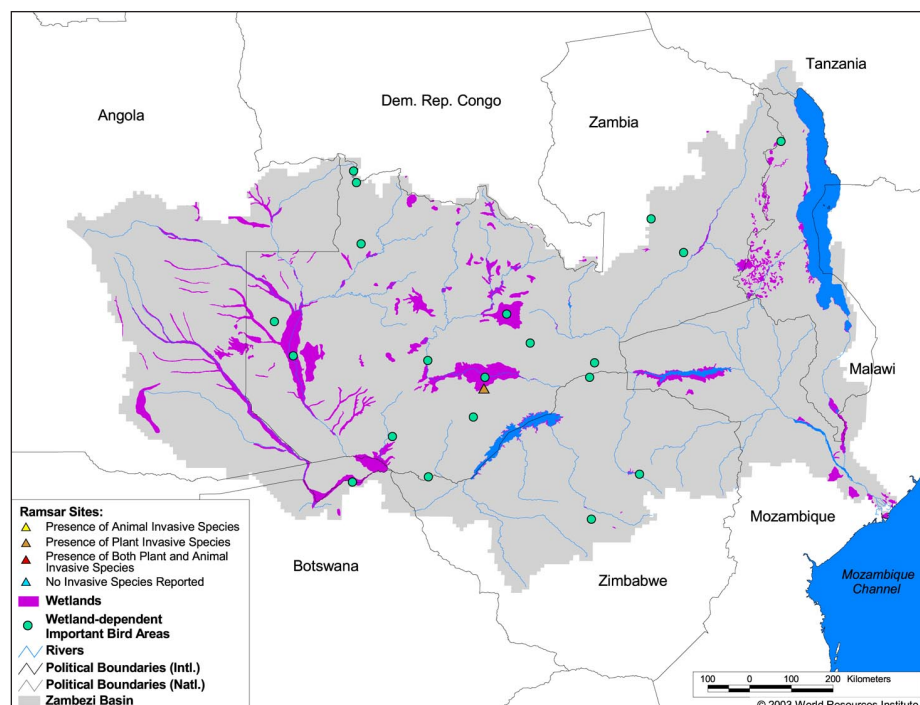 Tanzania
Dem. Rep. Congo
Angola
Zambia
Malawi
Mozambique
Botswana
Zimbabwe
Mozambique
Channel
Ramsar Sites:
Presence of Animal Invasive Species
Presence of Plant Invasive Species
Presence of Both Plant and Animal
Invasive Species
No Invasive Species Reported
Wetlands
Wetland-dependent
Important Bird Areas
Rivers
Political Boundaries (Intl.)
Political Boundaries (Natl.)
Zambezi Basin
100 0 100 200 Kilometers
© 2003 World Resources Institute